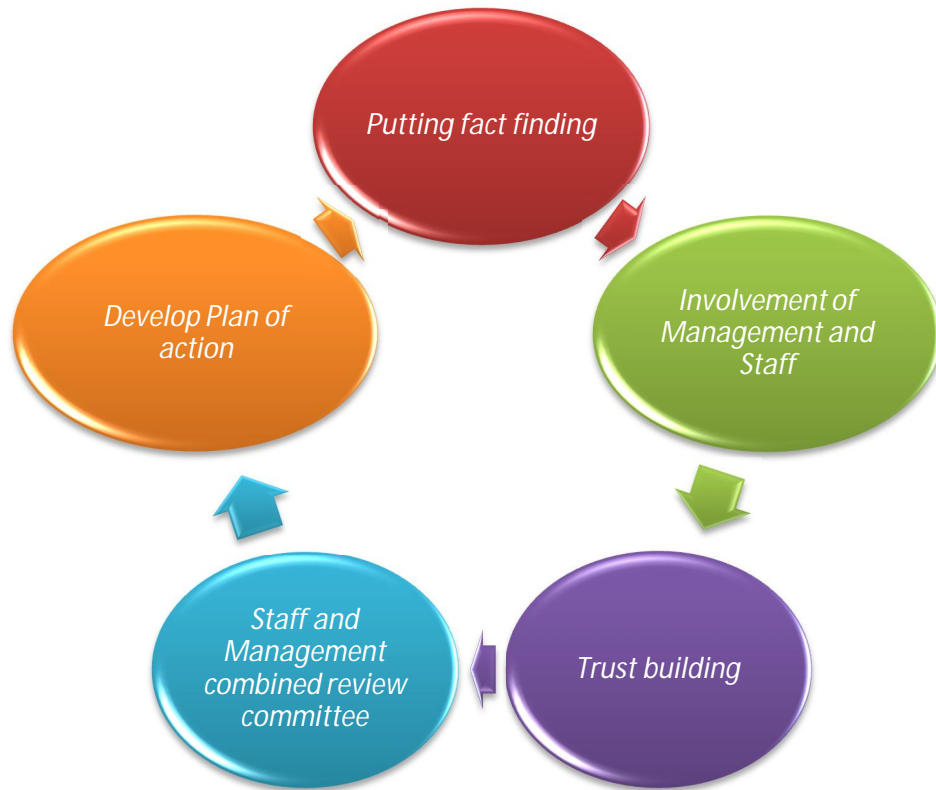 Putting fact finding
Involvement of
Management and
Staff
Trust building
Staff and
Management
combined review
committee
Develop Plan of
action